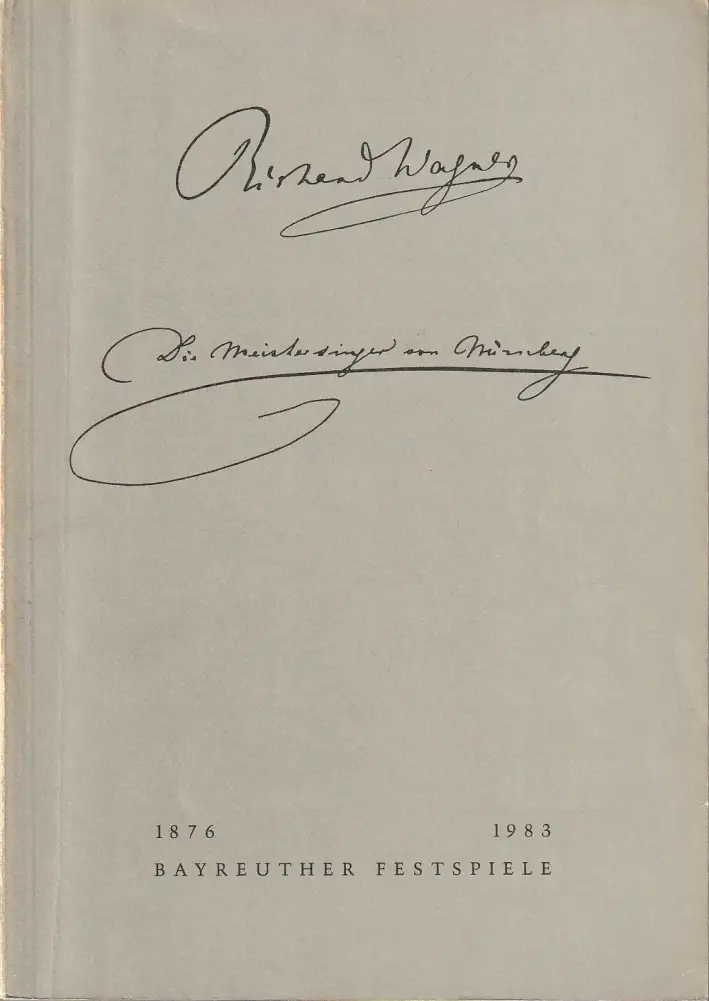 Richard Wagner
Die Meistersinger von Nürnberg
1876 1983
BAYREUTHER FESTSPIELE